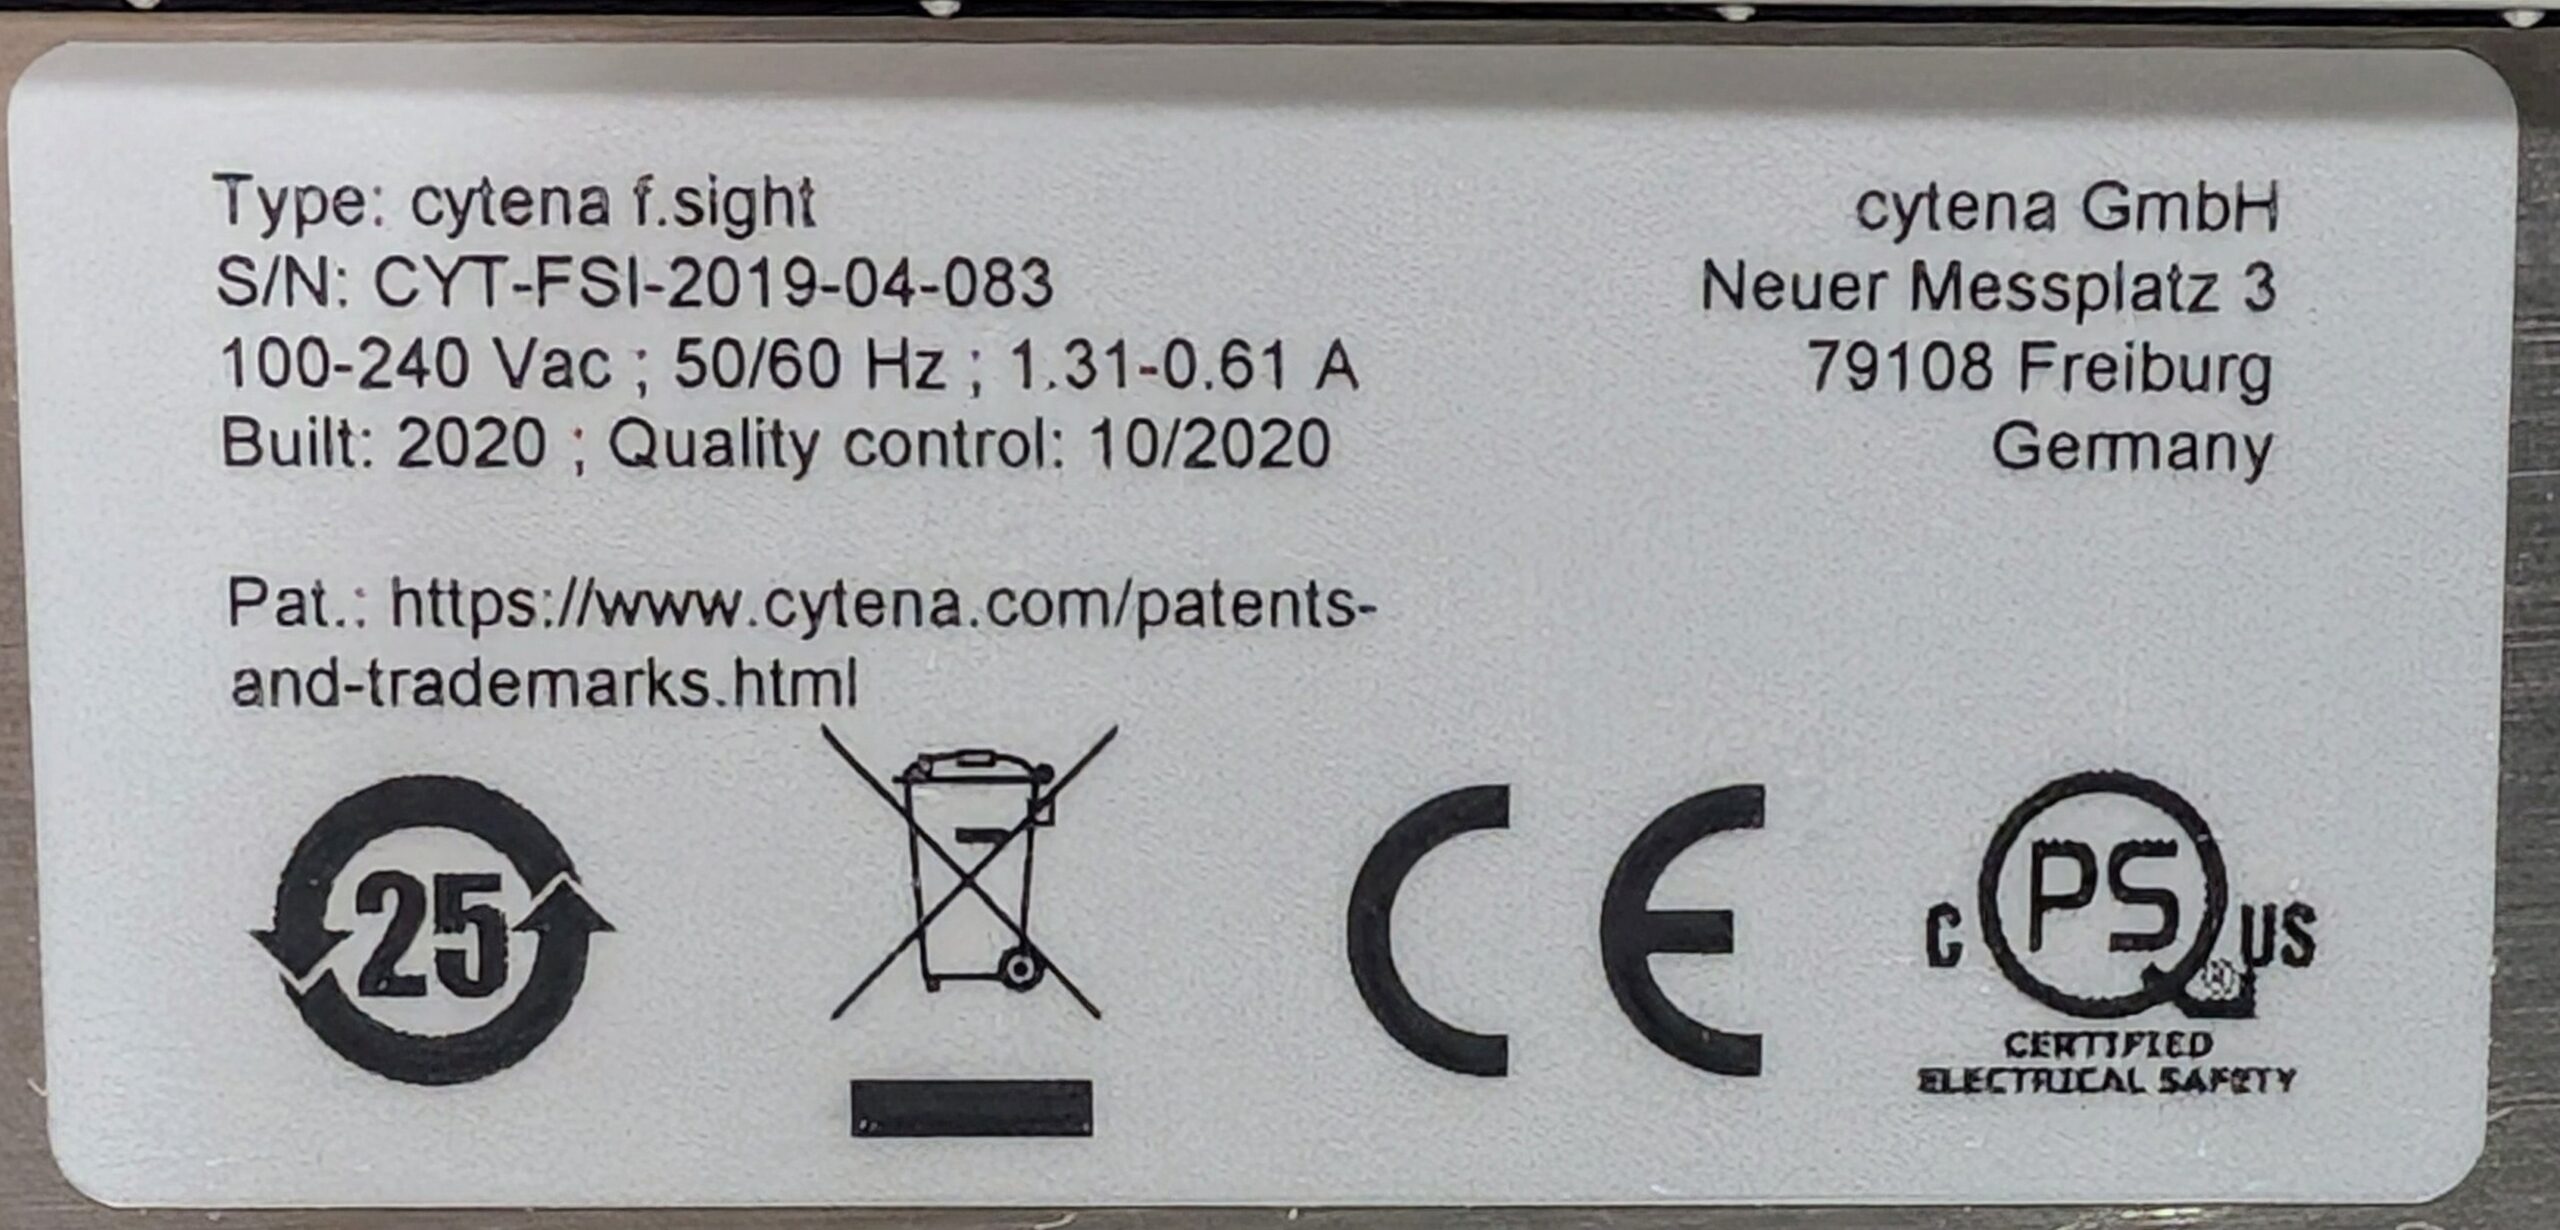 Type: cytena f.sight
S/N: CYT-FSI-2019-04-083
100-240 Vac ; 50/60 Hz ; 1.31-0.61 A
Built: 2020 ; Quality control: 10/2020
Pat.: https://www.cytena.com/patents-
and-trademarks.html
cytena GmbH
Neuer Messplatz 3
79108 Freiburg
Germany
25
CE
C PS US
CERTIFIED
ELECTRICAL SAFETY